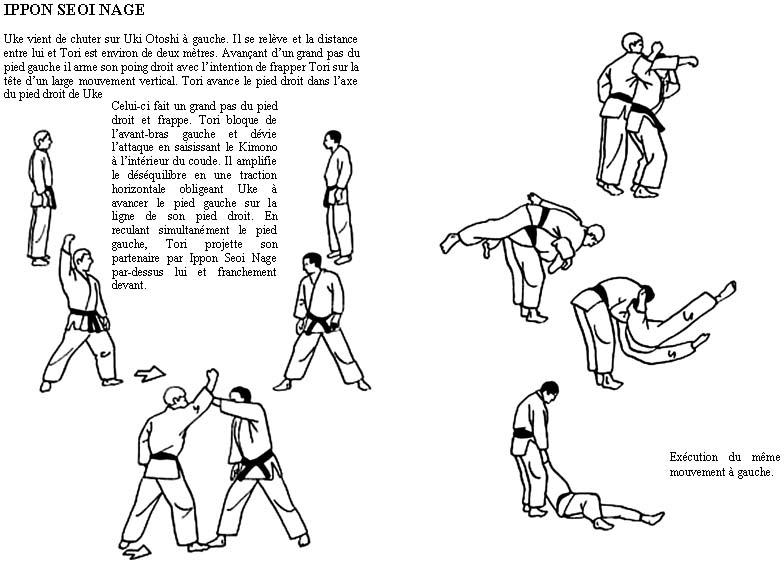 IPPON SEOI NAGE
Uke vient de chuter sur Uki Otoshi à gauche. Il se relève et la distance
entre lui et Tori est environ de deux mètres. Avançant d'un grand pas du
pied gauche il arme son poing droit avec l'intention de frapper Tori sur la
tête d'un large mouvement vertical. Tori avance le pied droit dans l'axe
du pied droit de Uke
Celui-ci fait un grand pas du pied
droit et frappe. Tori bloque de
l'avant-bras gauche et dévie
l'attaque en saisissant le Kimono
à l'intérieur du coude. Il amplifie
le déséquilibre en une traction
horizontale obligeant Uke à
avancer le pied gauche sur la
ligne de son pied droit. En
reculant simultanément le pied
gauche, Tori projette son
partenaire par Ippon Seoi Nage
par-dessus lui et franchement
devant.
Exécution du même
mouvement à gauche.